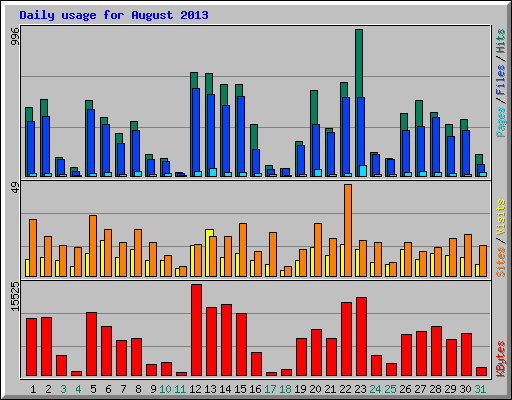 Daily usage for August 2013
996
Pages / Files / Hits
49
Sites / Visits
15525
KBytes
1 2 3 4 5 6 7 8 9 10 11 12 13 14 15 16 17 18 19 20 21 22 23 24 25 26 27 28 29 30 31